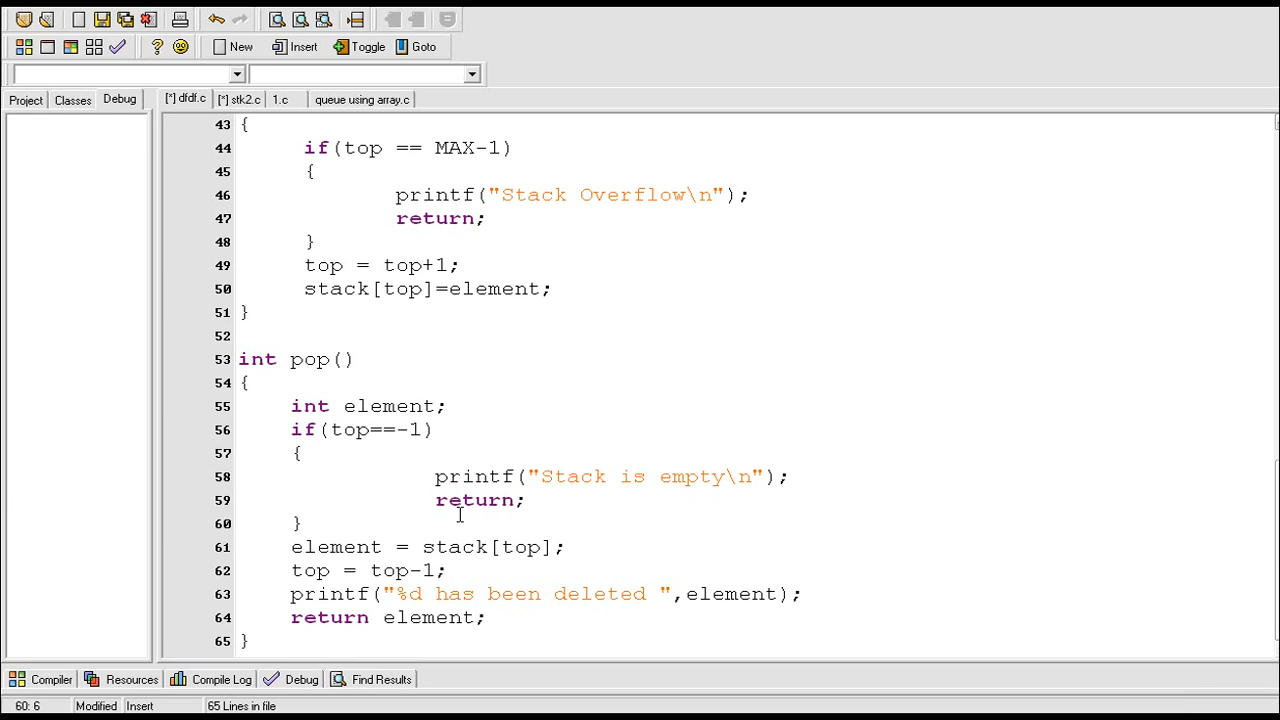 New Insert Toggle Goto
Project Classes Debug [*] dfdf.c [*] stk2.c 1.c queue using array.c
43 {
44 if(top == MAX-1)
45 {
46 printf("Stack Overflow\n");
47 return;
48 }
49 top = top+1;
50 stack[top]=element;
51 }
52
53 int pop()
54 {
55 int element;
56 if(top==-1)
57 {
58 printf("Stack is empty\n");
59 return;
60 }
61 element = stack[top];
62 top = top-1;
63 printf("%d has been deleted ",element);
64 return element;
65 }
Compiler Resources Compile Log Debug Find Results
60: 6 Modified Insert 65 Lines in file